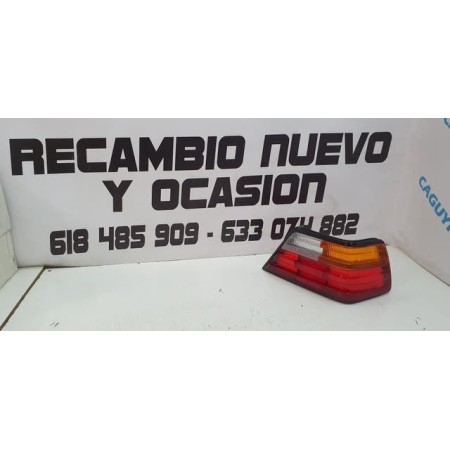 RECAMBIO NUEVO
Y OCASION
618 485 909 - 633 074 882